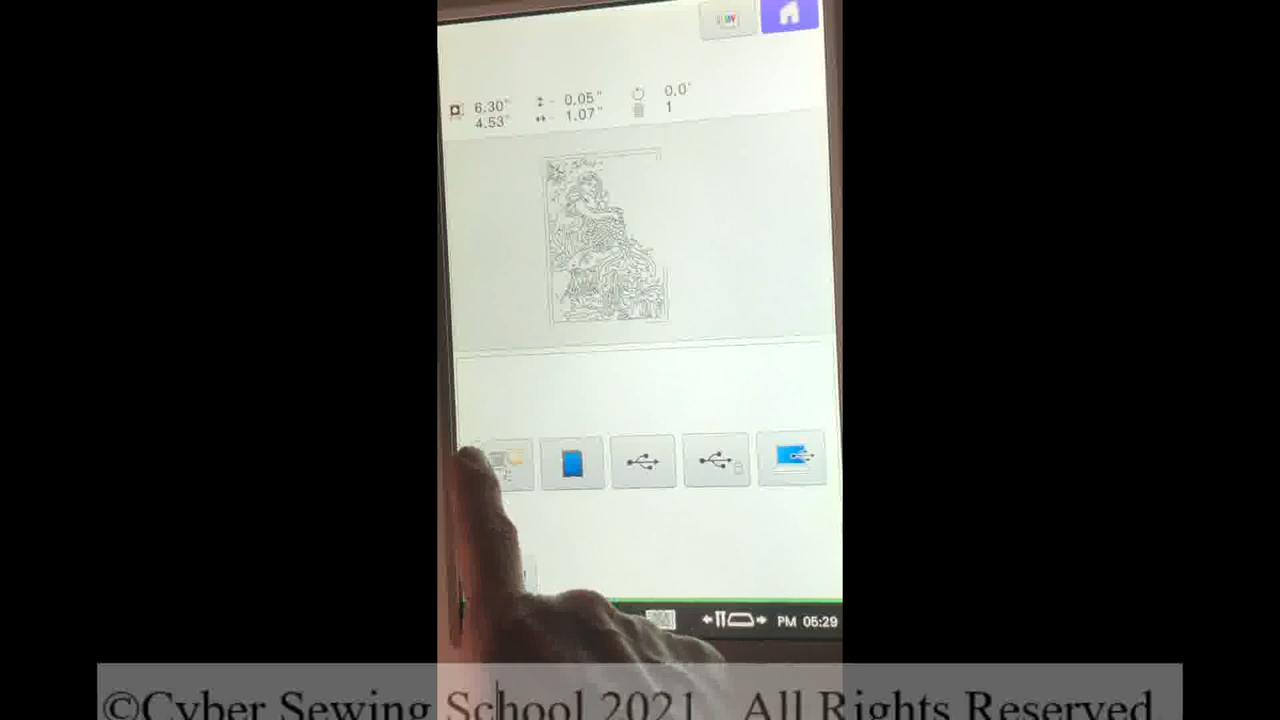 6.30" - 0.05" 0.0°
4.53" - 1.07" 1
PM 05:29
©Cyber Sewing School 2021 All Rights Reserved